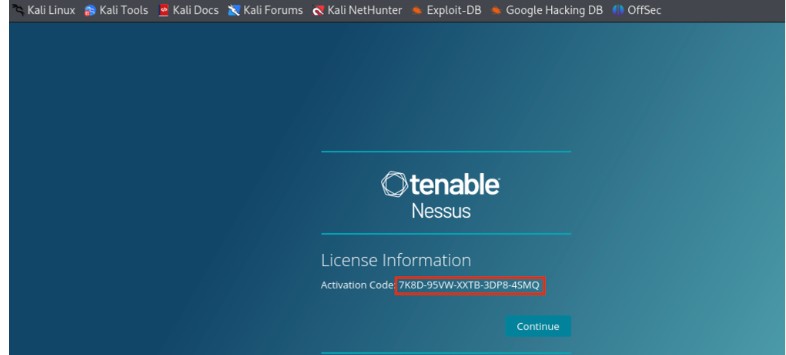 Kali Linux Kali Tools Kali Docs Kali Forums Kali NetHunter Exploit-DB Google Hacking DB OffSec
tenable
Nessus
License Information
Activation Code: 7K8D-95VW-XXTB-3DP8-4SMQ
Continue